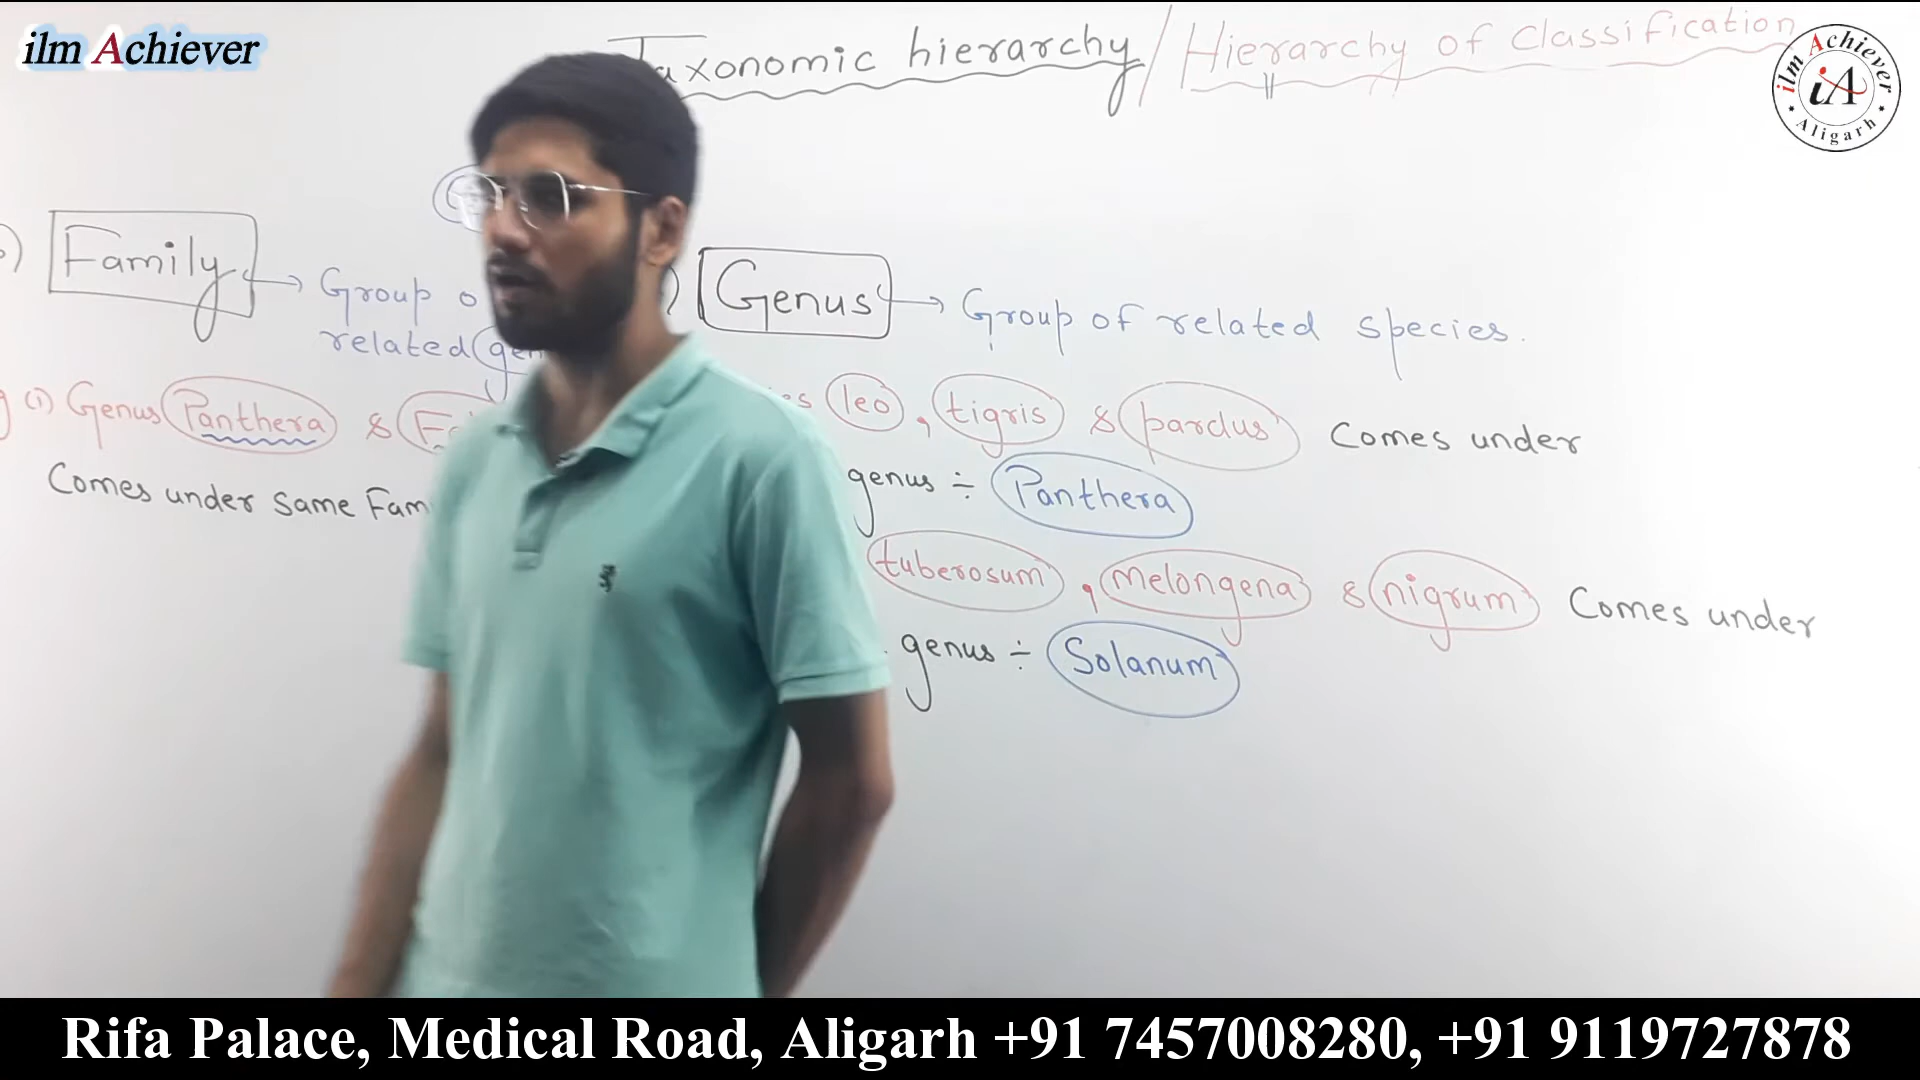 ilm Achiever
Taxonomic hierarchy / Hierarchy of Classification
ilm Achiever
iA
Aligarh
Family → Group o
related gen
(1) Genus Panthera &
Comes under same Fam
Genus → Group of related species.
leo, tigris & pardus Comes under
genus ÷ Panthera
tuberosum, melongena & nigrum Comes under
genus ÷ Solanum
Rifa Palace, Medical Road, Aligarh +91 7457008280, +91 9119727878